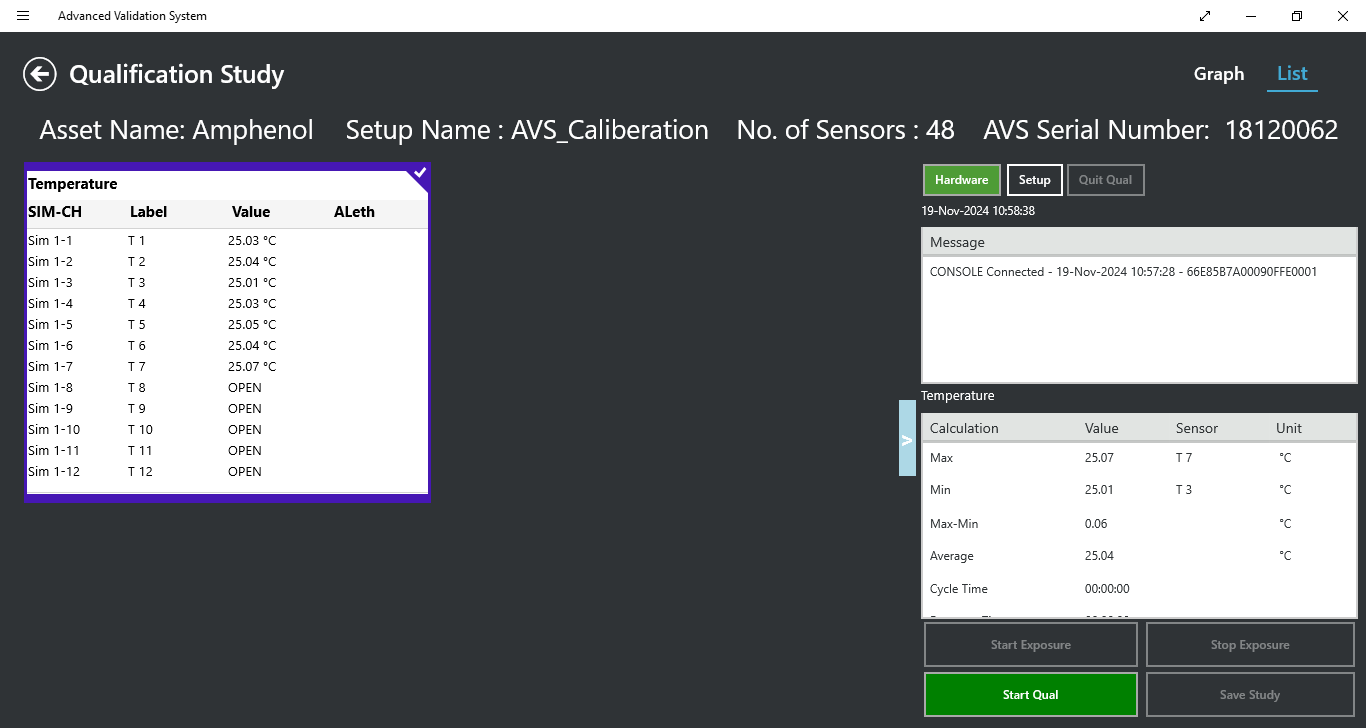 Advanced Validation System
Qualification Study
Graph List
Asset Name: Amphenol Setup Name : AVS_Caliberation No. of Sensors : 48 AVS Serial Number: 18120062
Temperature
SIM-CH Label Value ALeth
Sim 1-1 T 1 25.03 °C
Sim 1-2 T 2 25.04 °C
Sim 1-3 T 3 25.01 °C
Sim 1-4 T 4 25.03 °C
Sim 1-5 T 5 25.05 °C
Sim 1-6 T 6 25.04 °C
Sim 1-7 T 7 25.07 °C
Sim 1-8 T 8 OPEN
Sim 1-9 T 9 OPEN
Sim 1-10 T 10 OPEN
Sim 1-11 T 11 OPEN
Sim 1-12 T 12 OPEN
Hardware Setup Quit Qual
19-Nov-2024 10:58:38
Message
CONSOLE Connected - 19-Nov-2024 10:57:28 - 66E85B7A00090FFE0001
>
Temperature
Calculation Value Sensor Unit
Max 25.07 T 7 °C
Min 25.01 T 3 °C
Max-Min 0.06 °C
Average 25.04 °C
Cycle Time 00:00:00
Start Exposure Stop Exposure
Start Qual Save Study